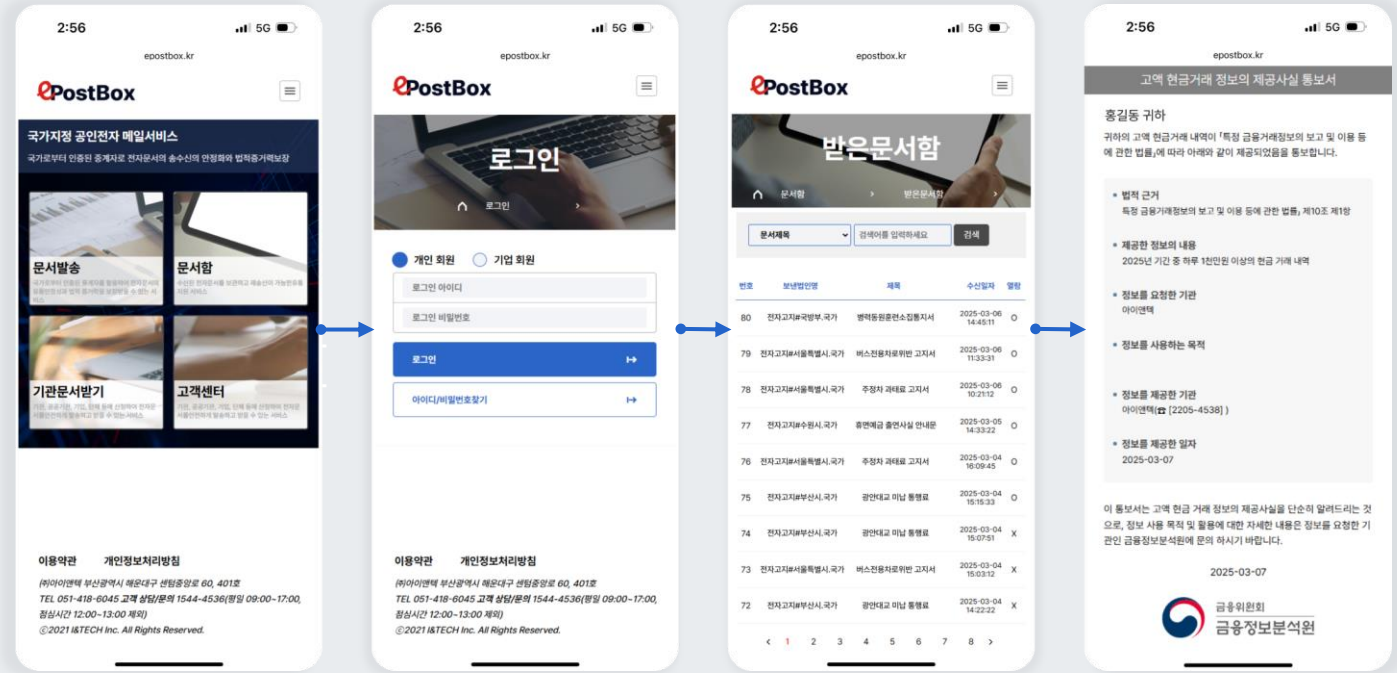 2:56
5G
epostbox.kr
ePostBox
국가지정 공인전자 메일서비스
국가로부터 인증된 중계자로 전자문서의 송수신의 안정화와 법적증거력보장
문서발송
문서함
기관문서받기
고객센터
이용약관 개인정보처리방침
(주)아이앤텍 부산광역시 해운대구 센텀중앙로 60, 401호
TEL 051-418-6045 고객 상담/문의 1544-4536(평일 09:00~17:00,
점심시간 12:00~13:00 제외)
ⓒ2021 I&TECH Inc. All Rights Reserved.
2:56
5G
epostbox.kr
ePostBox
로그인
로그인 >
개인 회원 기업 회원
로그인 아이디
로그인 비밀번호
로그인
아이디/비밀번호찾기
이용약관 개인정보처리방침
(주)아이앤텍 부산광역시 해운대구 센텀중앙로 60, 401호
TEL 051-418-6045 고객 상담/문의 1544-4536(평일 09:00~17:00,
점심시간 12:00~13:00 제외)
ⓒ2021 I&TECH Inc. All Rights Reserved.
2:56
5G
epostbox.kr
ePostBox
받은문서함
문서함 > 받은문서함 >
문서제목 검색어를 입력하세요 검색
번호 보낸법인명 제목 수신일자 열람
80 전자고지#국방부.국가 병력동원훈련소집통지서 2025-03-06 14:45:11 O
79 전자고지#서울특별시.국가 버스전용차로위반 고지서 2025-03-06 11:33:31 O
78 전자고지#서울특별시.국가 주정차 과태료 고지서 2025-03-06 10:21:12 O
77 전자고지#수원시.국가 휴면예금 출연사실 안내문 2025-03-05 14:33:22 O
76 전자고지#서울특별시.국가 주정차 과태료 고지서 2025-03-04 16:09:45 O
75 전자고지#부산시.국가 광안대교 미납 통행료 2025-03-04 15:15:33 O
74 전자고지#부산시.국가 광안대교 미납 통행료 2025-03-04 15:07:51 X
73 전자고지#서울특별시.국가 버스전용차로위반 고지서 2025-03-04 15:03:12 X
72 전자고지#부산시.국가 광안대교 미납 통행료 2025-03-04 14:22:22 X
< 1 2 3 4 5 6 7 8 >
2:56
5G
epostbox.kr
고액 현금거래 정보의 제공사실 통보서
홍길동 귀하
귀하의 고액 현금거래 내역이 「특정 금융거래정보의 보고 및 이용 등
에 관한 법률」에 따라 아래와 같이 제공되었음을 통보합니다.
법적 근거
특정 금융거래정보의 보고 및 이용 등에 관한 법률」 제10조 제1항
제공한 정보의 내용
2025년 기간 중 하루 1천만원 이상의 현금 거래 내역
정보를 요청한 기관
아이앤텍
정보를 사용하는 목적
정보를 제공한 기관
아이앤텍(☎ [2205-4538] )
정보를 제공한 일자
2025-03-07
이 통보서는 고액 현금 거래 정보의 제공사실을 단순히 알려드리는 것
으로, 정보 사용 목적 및 활용에 대한 자세한 내용은 정보를 요청한 기
관인 금융정보분석원에 문의 하시기 바랍니다.
2025-03-07
금융위원회
금융정보분석원